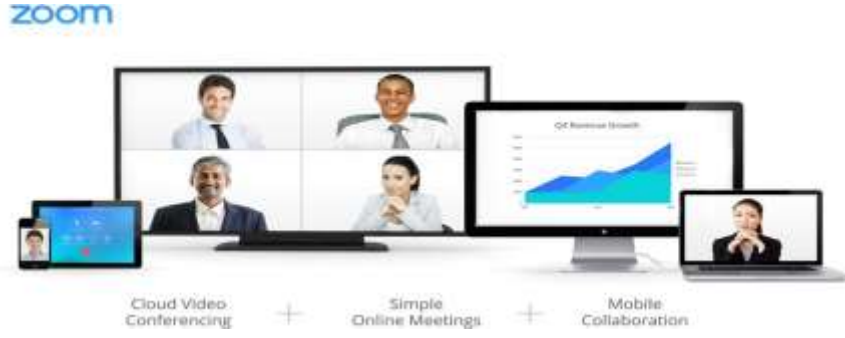 zoom
Q4 Revenue Growth
Cloud Video
Conferencing
+
Simple
Online Meetings
+
Mobile
Collaboration